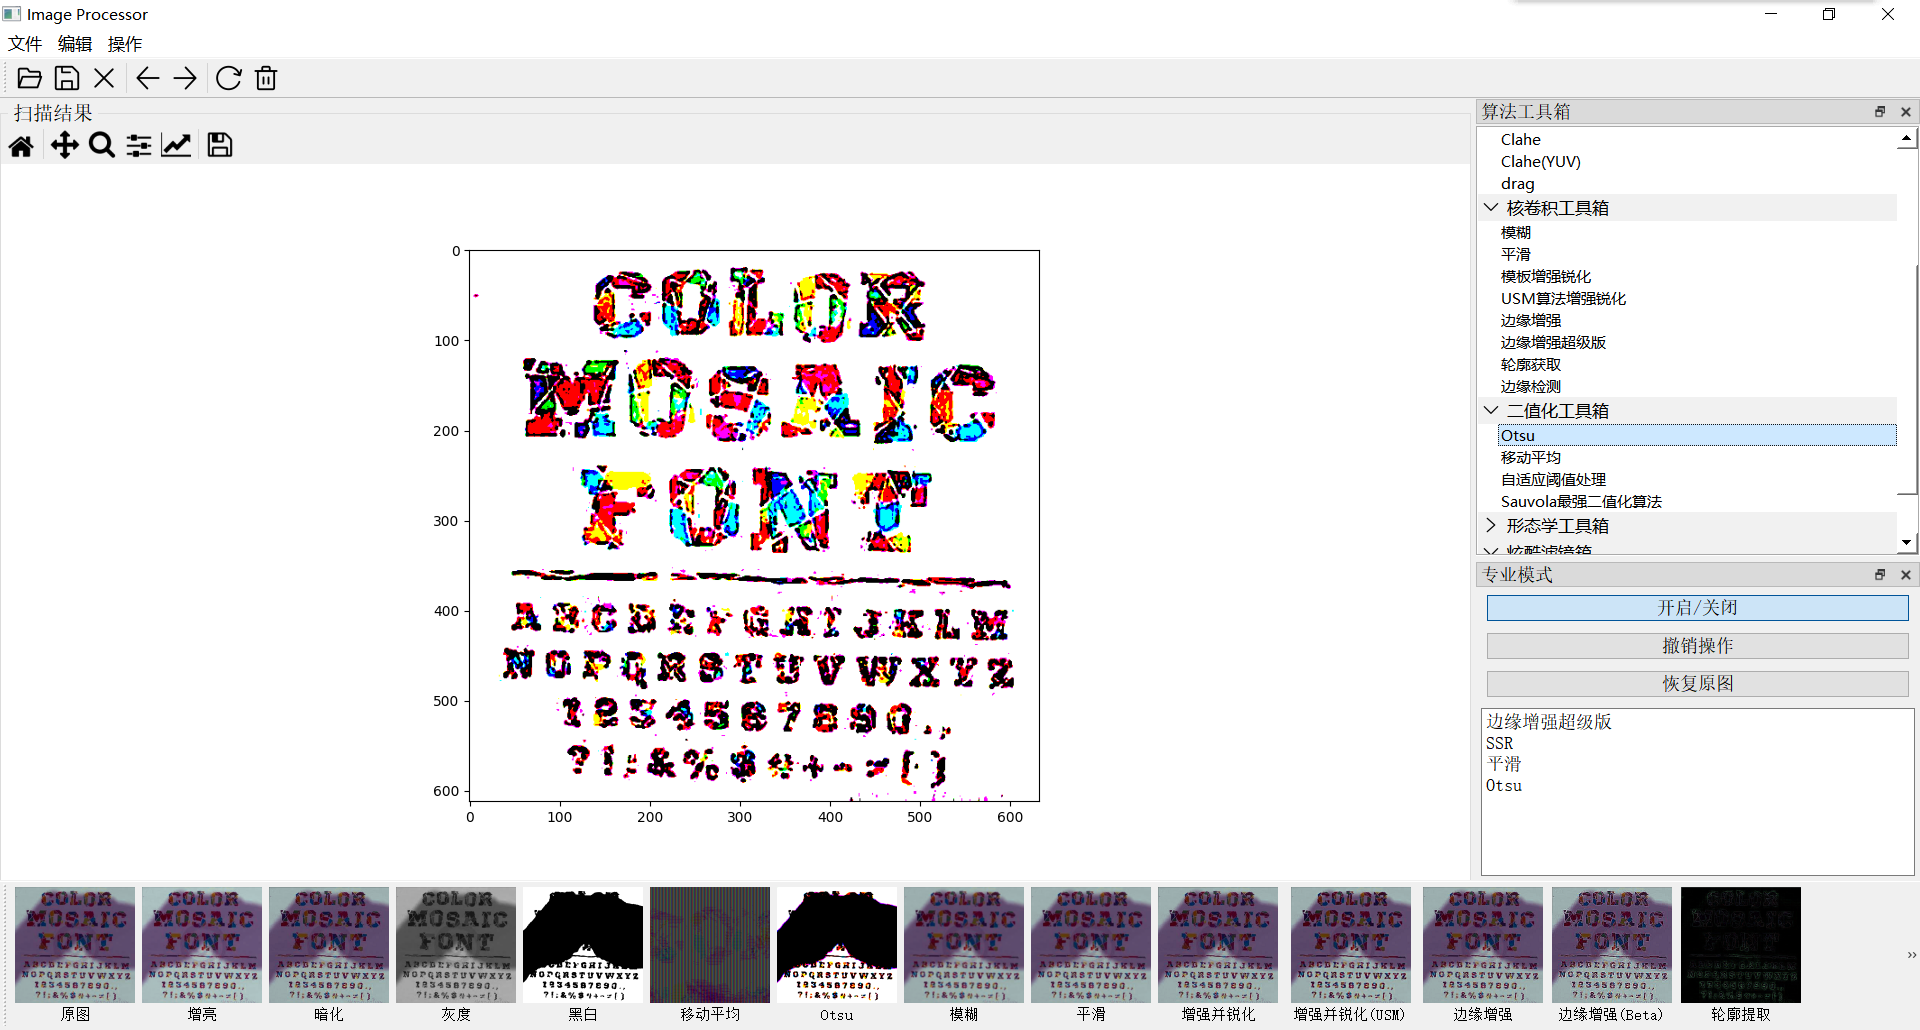 Image Processor
文件 编辑 操作
扫描结果
0
100
200
300
400
500
600
0 100 200 300 400 500 600
COLOR
MOSAIC
FONT
ABCDEFGHIJKLM
NOPQRSTUVWXYZ
1234567890.,
?!:&%$#+-=()
算法工具箱
Clahe
Clahe(YUV)
drag
核卷积工具箱
模糊
平滑
模板增强锐化
USM算法增强锐化
边缘增强
边缘增强超级版
轮廓获取
边缘检测
二值化工具箱
Otsu
移动平均
自适应阈值处理
Sauvola最强二值化算法
形态学工具箱
炫酷滤镜箱
专业模式
开启/关闭
撤销操作
恢复原图
边缘增强超级版
SSR
平滑
Otsu
原图 增亮 暗化 灰度 黑白 移动平均 Otsu 模糊 平滑 增强并锐化 增强并锐化(USM) 边缘增强 边缘增强(Beta) 轮廓提取